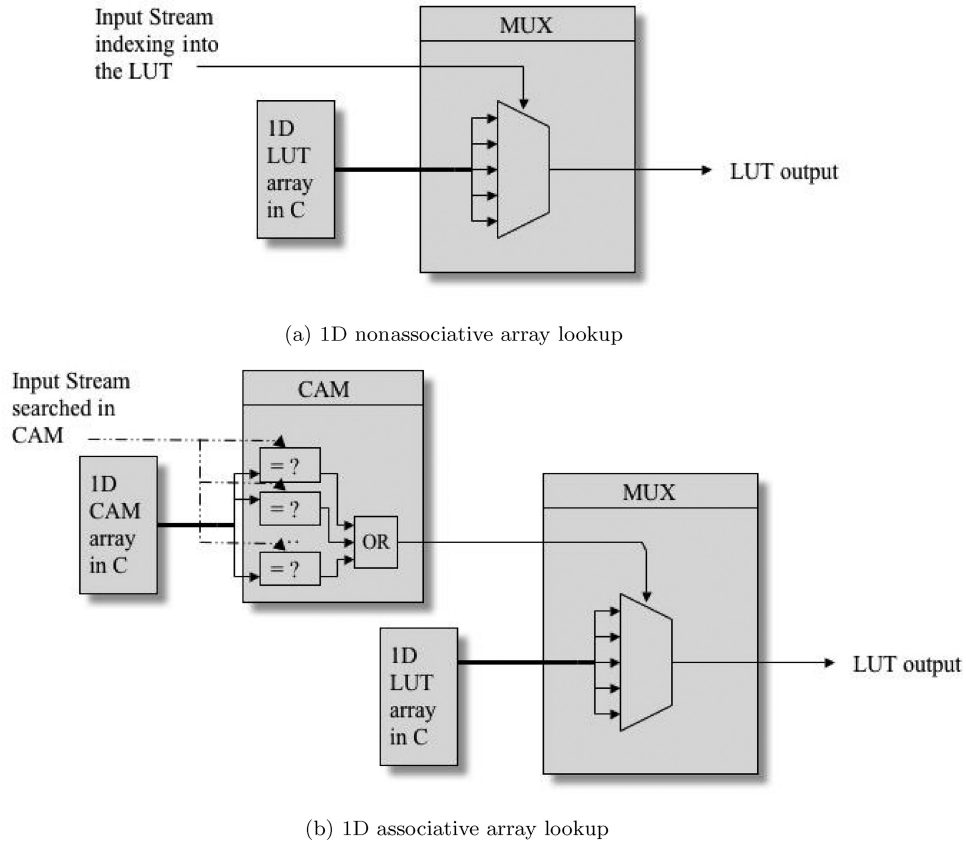 Input Stream
indexing into
the LUT
MUX
1D
LUT
array
in C
LUT output
(a) 1D nonassociative array lookup
Input Stream
searched in
CAM
CAM
1D
CAM
array
in C
= ?
= ?
..
= ?
OR
MUX
1D
LUT
array
in C
LUT output
(b) 1D associative array lookup